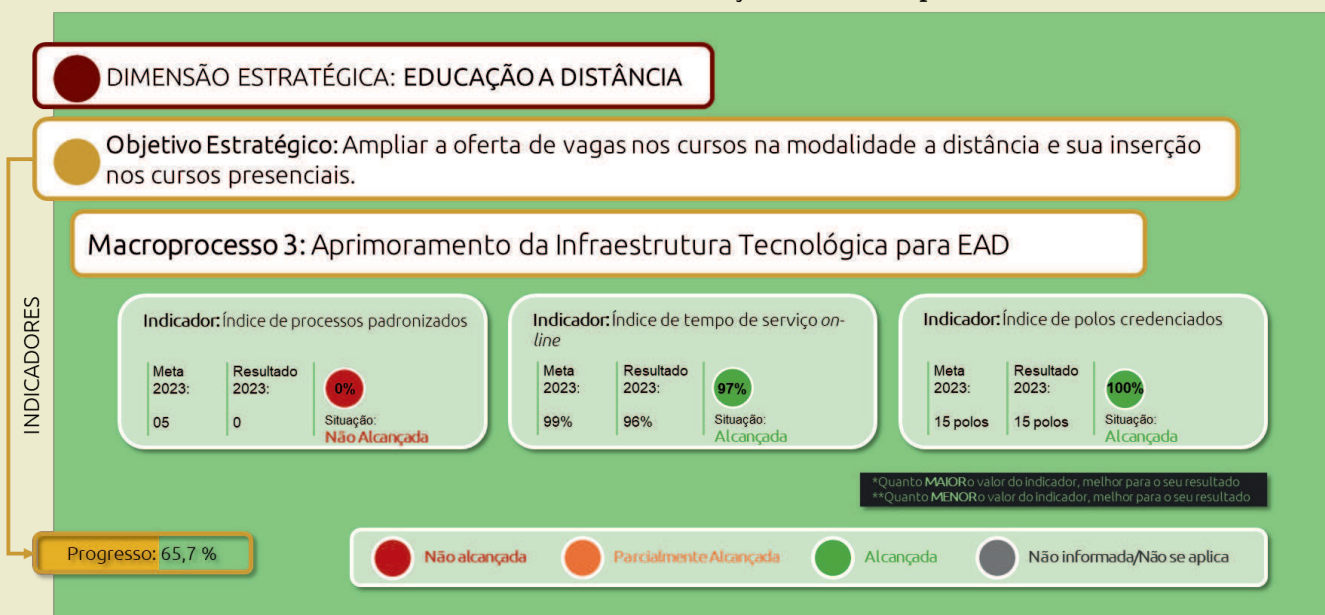 DIMENSÃO ESTRATÉGICA: EDUCAÇÃO A DISTÂNCIA
Objetivo Estratégico: Ampliar a oferta de vagas nos cursos na modalidade a distância e sua inserção
nos cursos presenciais.
Macroprocesso 3: Aprimoramento da Infraestrutura Tecnológica para EAD
INDICADORES
Indicador: Índice de processos padronizados
Meta
2023:
05
Resultado
2023:
0
0%
Situação:
Não Alcançada
Indicador: Índice de tempo de serviço on-
line
Meta
2023:
99%
Resultado
2023:
96%
97%
Situação:
Alcançada
Indicador: Índice de polos credenciados
Meta
2023:
15 polos
Resultado
2023:
15 polos
100%
Situação:
Alcançada
*Quanto MAIOR o valor do indicador, melhor para o seu resultado
**Quanto MENOR o valor do indicador, melhor para o seu resultado
Progresso: 65,7 %
Não alcançada
Parcialmente Alcançada
Alcançada
Não informada/Não se aplica